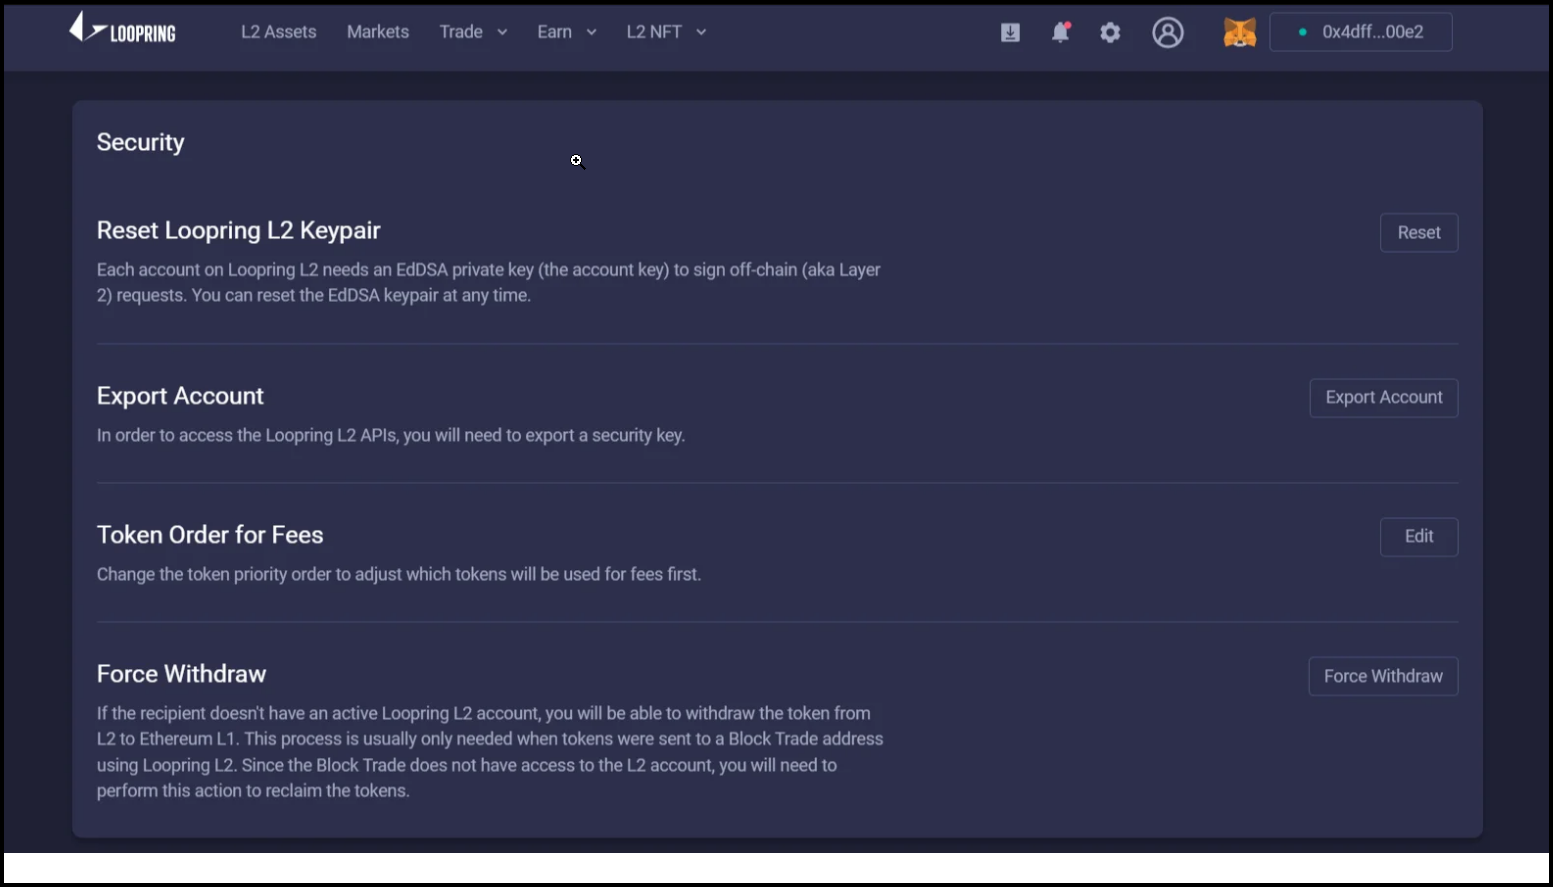 LOOPRING
L2 Assets
Markets
Trade
Earn
L2 NFT
0x4dff...00e2
Security
Reset Loopring L2 Keypair
Reset
Each account on Loopring L2 needs an EdDSA private key (the account key) to sign off-chain (aka Layer
2) requests. You can reset the EdDSA keypair at any time.
Export Account
Export Account
In order to access the Loopring L2 APIs, you will need to export a security key.
Token Order for Fees
Edit
Change the token priority order to adjust which tokens will be used for fees first.
Force Withdraw
Force Withdraw
If the recipient doesn't have an active Loopring L2 account, you will be able to withdraw the token from
L2 to Ethereum L1. This process is usually only needed when tokens were sent to a Block Trade address
using Loopring L2. Since the Block Trade does not have access to the L2 account, you will need to
perform this action to reclaim the tokens.